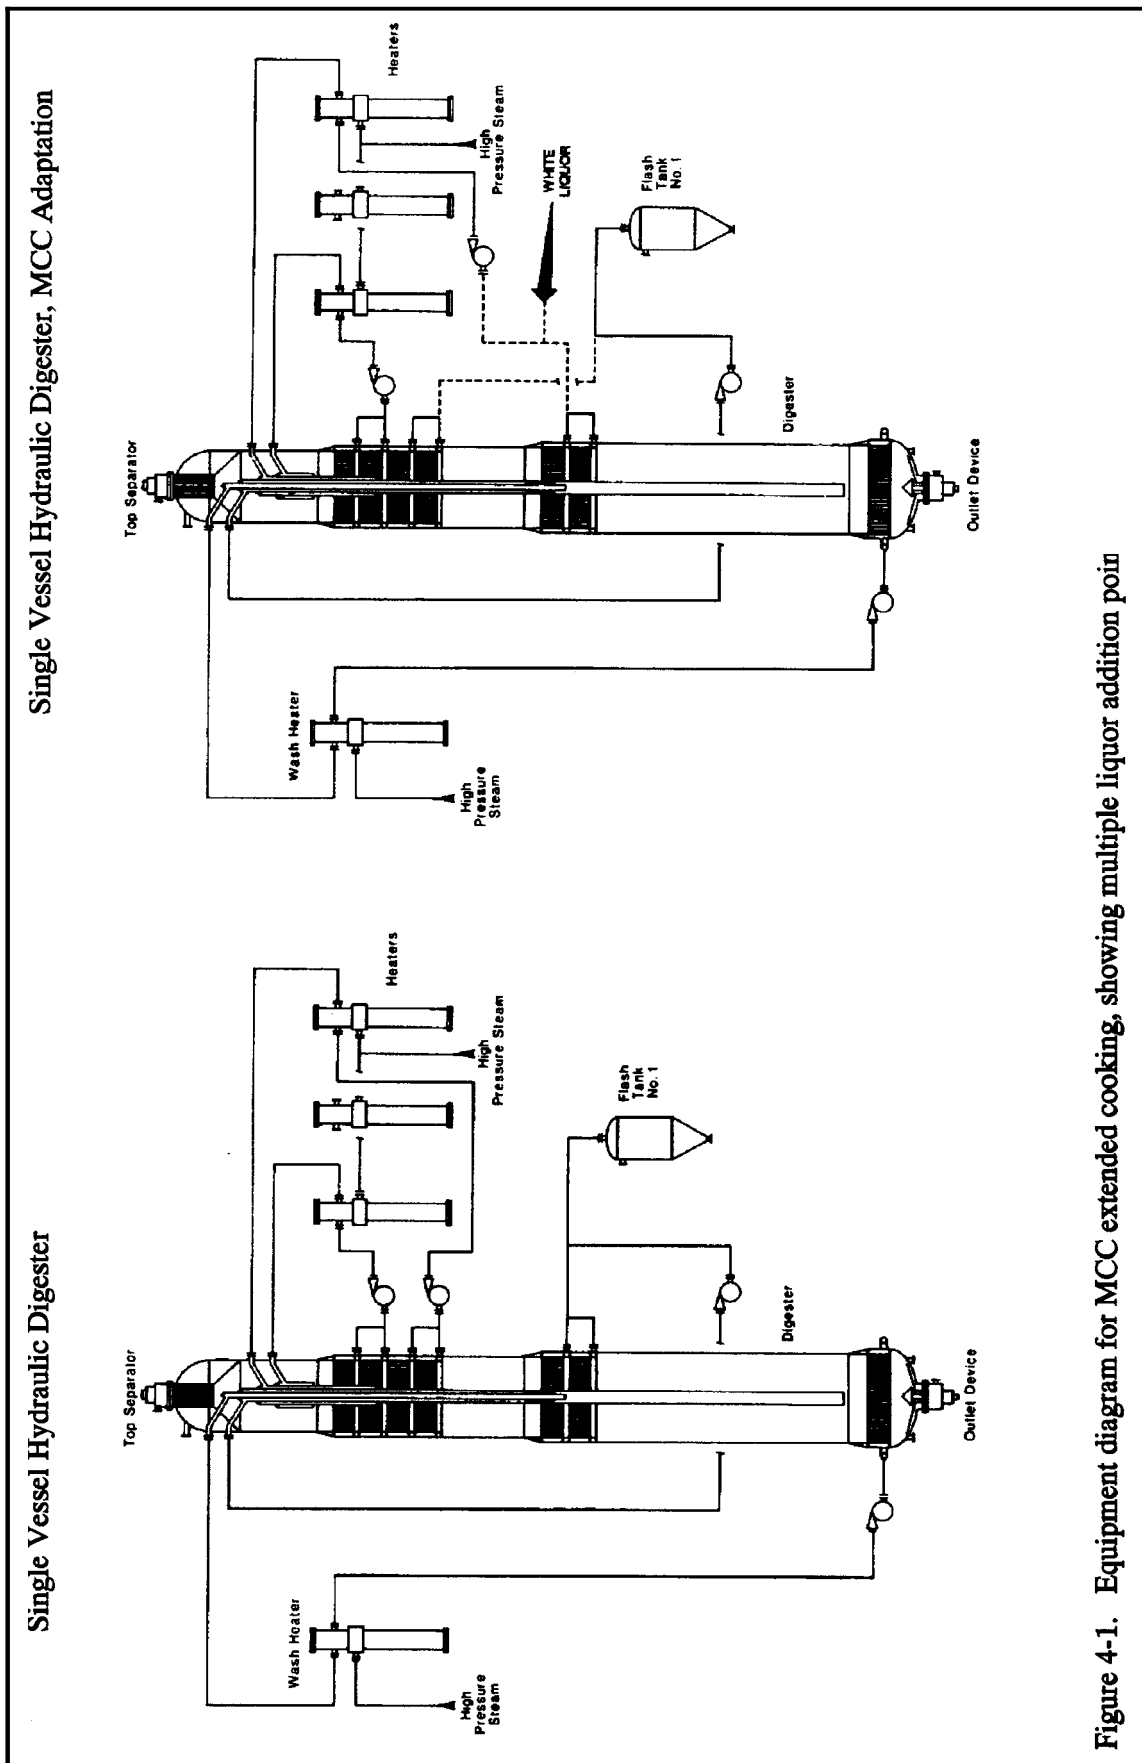 Single Vessel Hydraulic Digester
Top Separator
Wash Heater
High
Pressure
Steam
Heaters
High
Pressure Steam
Flash
Tank
No. 1
Digester
Outlet Device
Single Vessel Hydraulic Digester, MCC Adaptation
Top Separator
Wash Heater
High
Pressure
Steam
Heaters
High
Pressure Steam
WHITE
LIQUOR
Flash
Tank
No. 1
Digester
Outlet Device
Figure 4-1. Equipment diagram for MCC extended cooking, showing multiple liquor addition poin